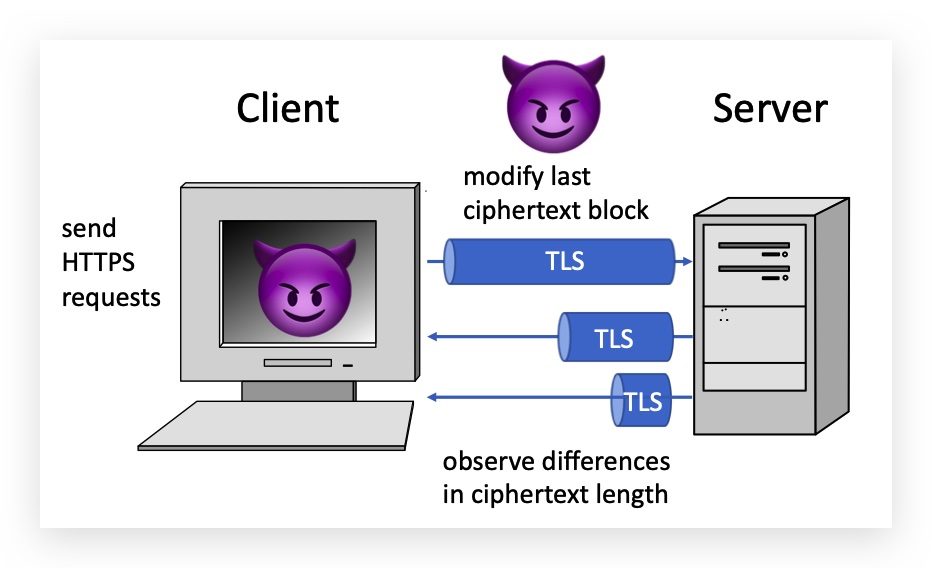 Client
Server
modify last
ciphertext block
send
HTTPS
requests
TLS
TLS
TLS
observe differences
in ciphertext length